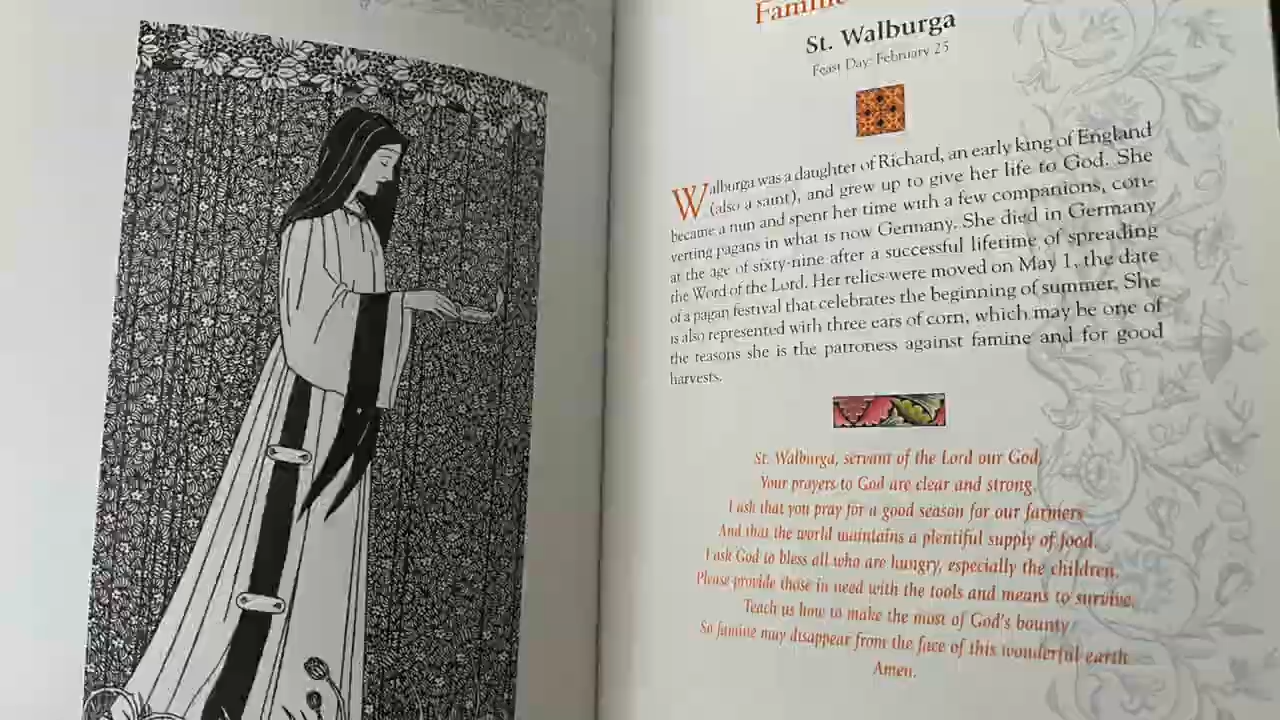 Famine
St. Walburga
Feast Day: February 25
Walburga was a daughter of Richard, an early king of England
(also a saint), and grew up to give her life to God. She
became a nun and spent her time with a few companions, con-
verting pagans in what is now Germany. She died in Germany
at the age of sixty-nine after a successful lifetime of spreading
the Word of the Lord. Her relics were moved on May 1, the date
of a pagan festival that celebrates the beginning of summer. She
is also represented with three ears of corn, which may be one of
the reasons she is the patroness against famine and for good
harvests.
St. Walburga, servant of the Lord our God,
Your prayers to God are clear and strong.
I ask that you pray for a good season for our farmers
And that the world maintains a plentiful supply of food.
I ask God to bless all who are hungry, especially the children.
Please provide those in need with the tools and means to survive.
Teach us how to make the most of God's bounty
So famine may disappear from the face of this wonderful earth
Amen.